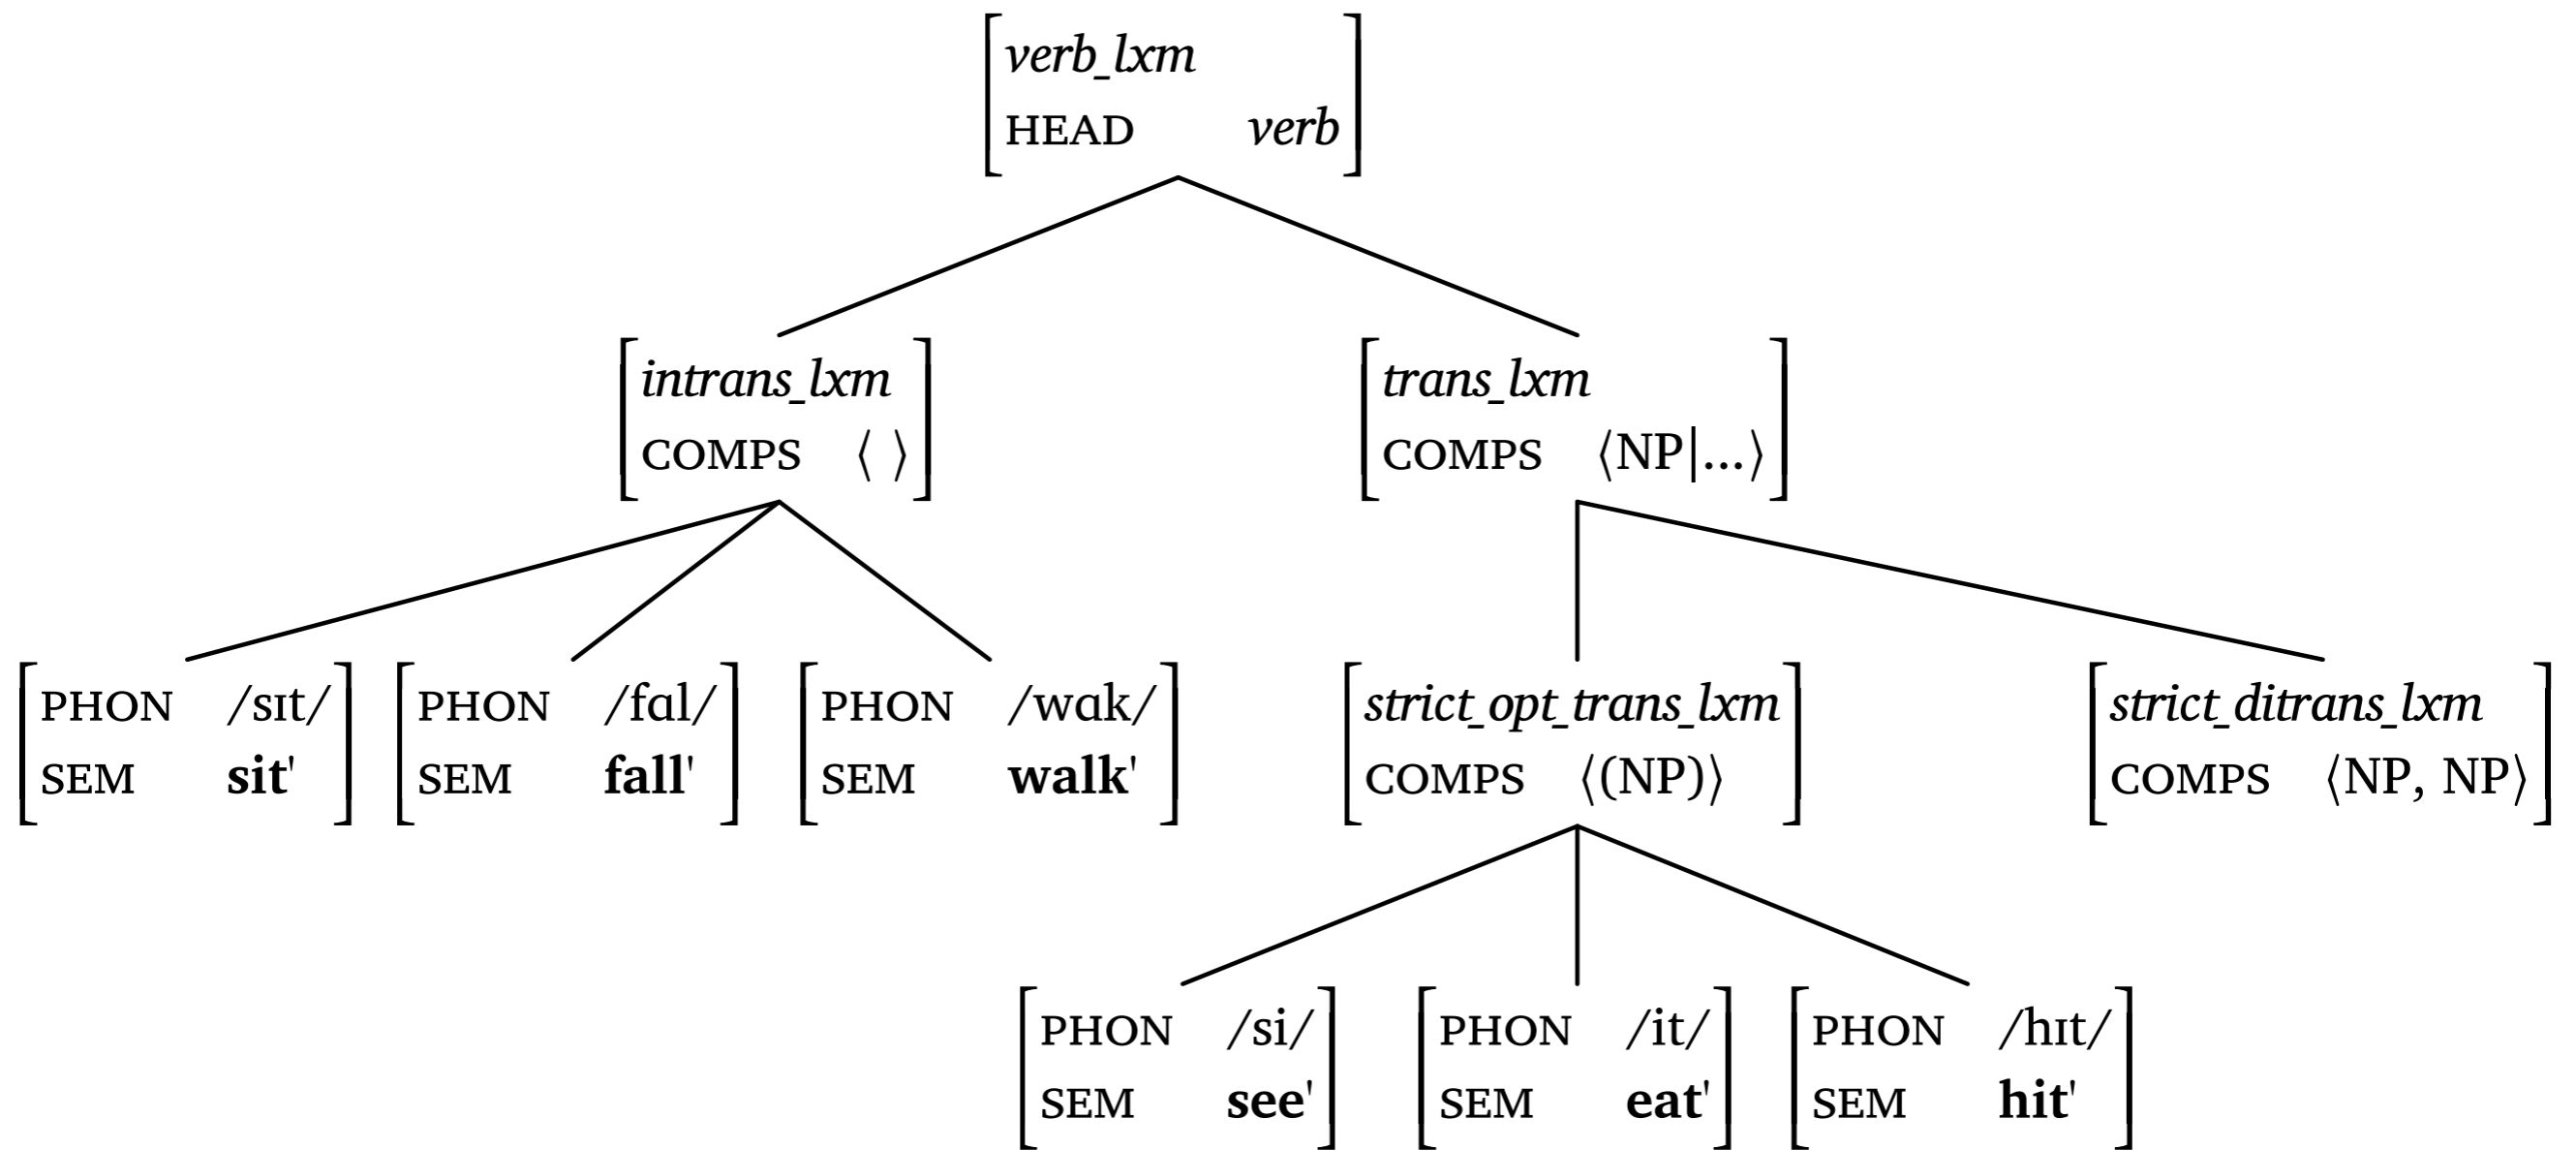 verb_lxm
HEAD verb
intrans_lxm
COMPS ⟨ ⟩
trans_lxm
COMPS ⟨NP|...⟩
PHON /sɪt/
SEM sit'
PHON /fɑl/
SEM fall'
PHON /wɑk/
SEM walk'
strict_opt_trans_lxm
COMPS ⟨(NP)⟩
strict_ditrans_lxm
COMPS ⟨NP, NP⟩
PHON /si/
SEM see'
PHON /it/
SEM eat'
PHON /hɪt/
SEM hit'